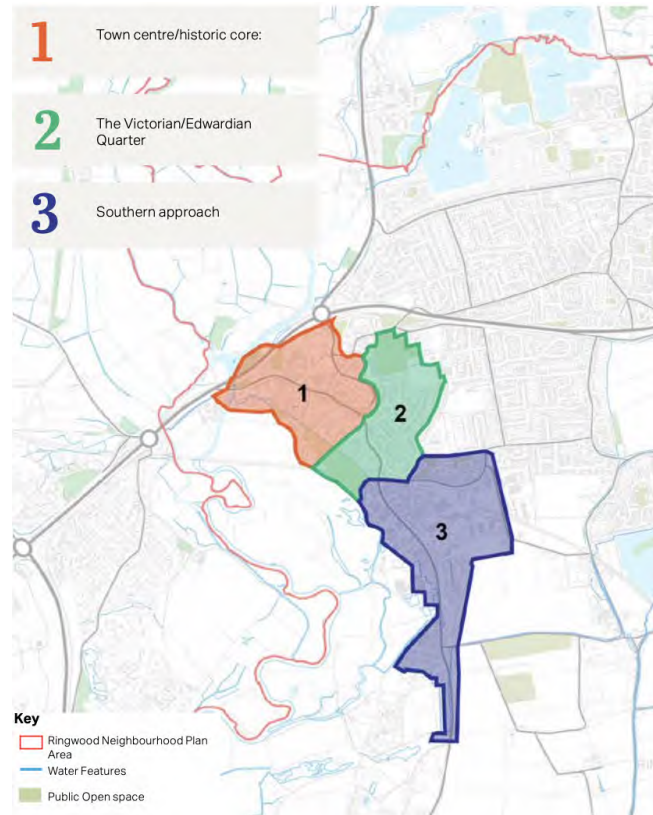 1
Town centre/historic core:
2
The Victorian/Edwardian
Quarter
3
Southern approach
1
2
3
Key
Ringwood Neighbourhood Plan
Area
Water Features
Public Open space